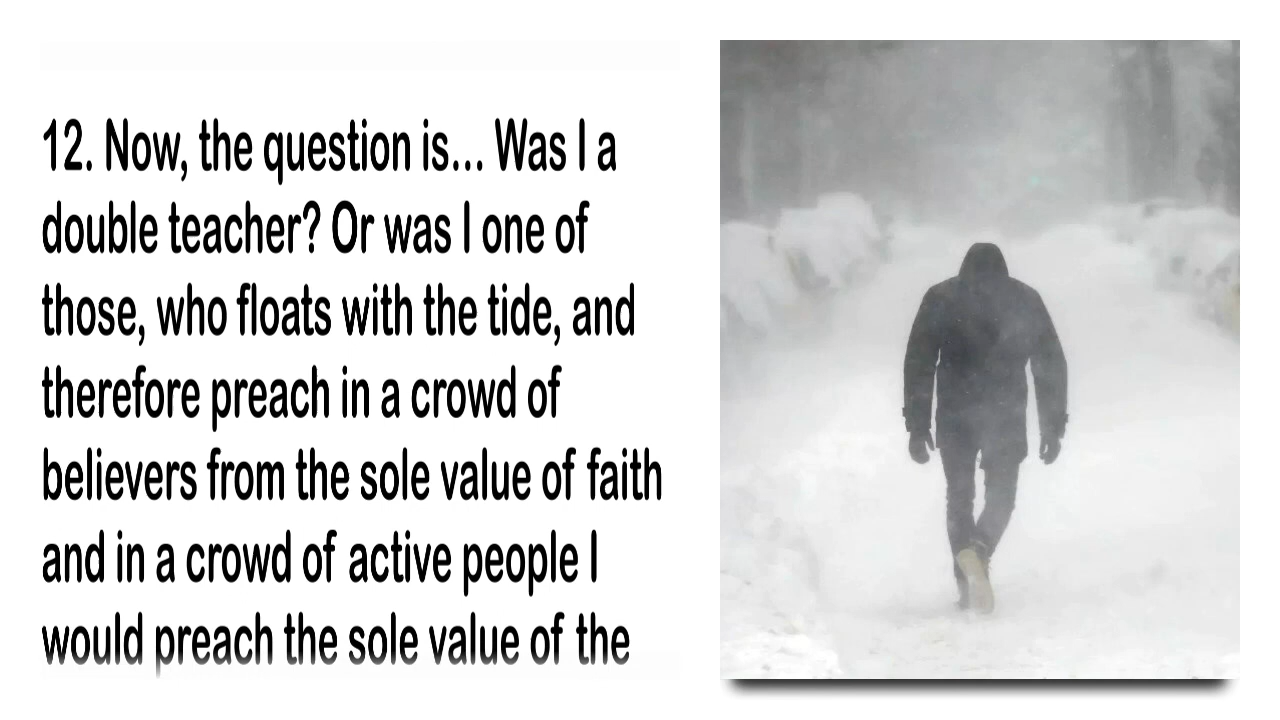 12. Now, the question is... Was I a
double teacher? Or was I one of
those, who floats with the tide, and
therefore preach in a crowd of
believers from the sole value of faith
and in a crowd of active people I
would preach the sole value of the